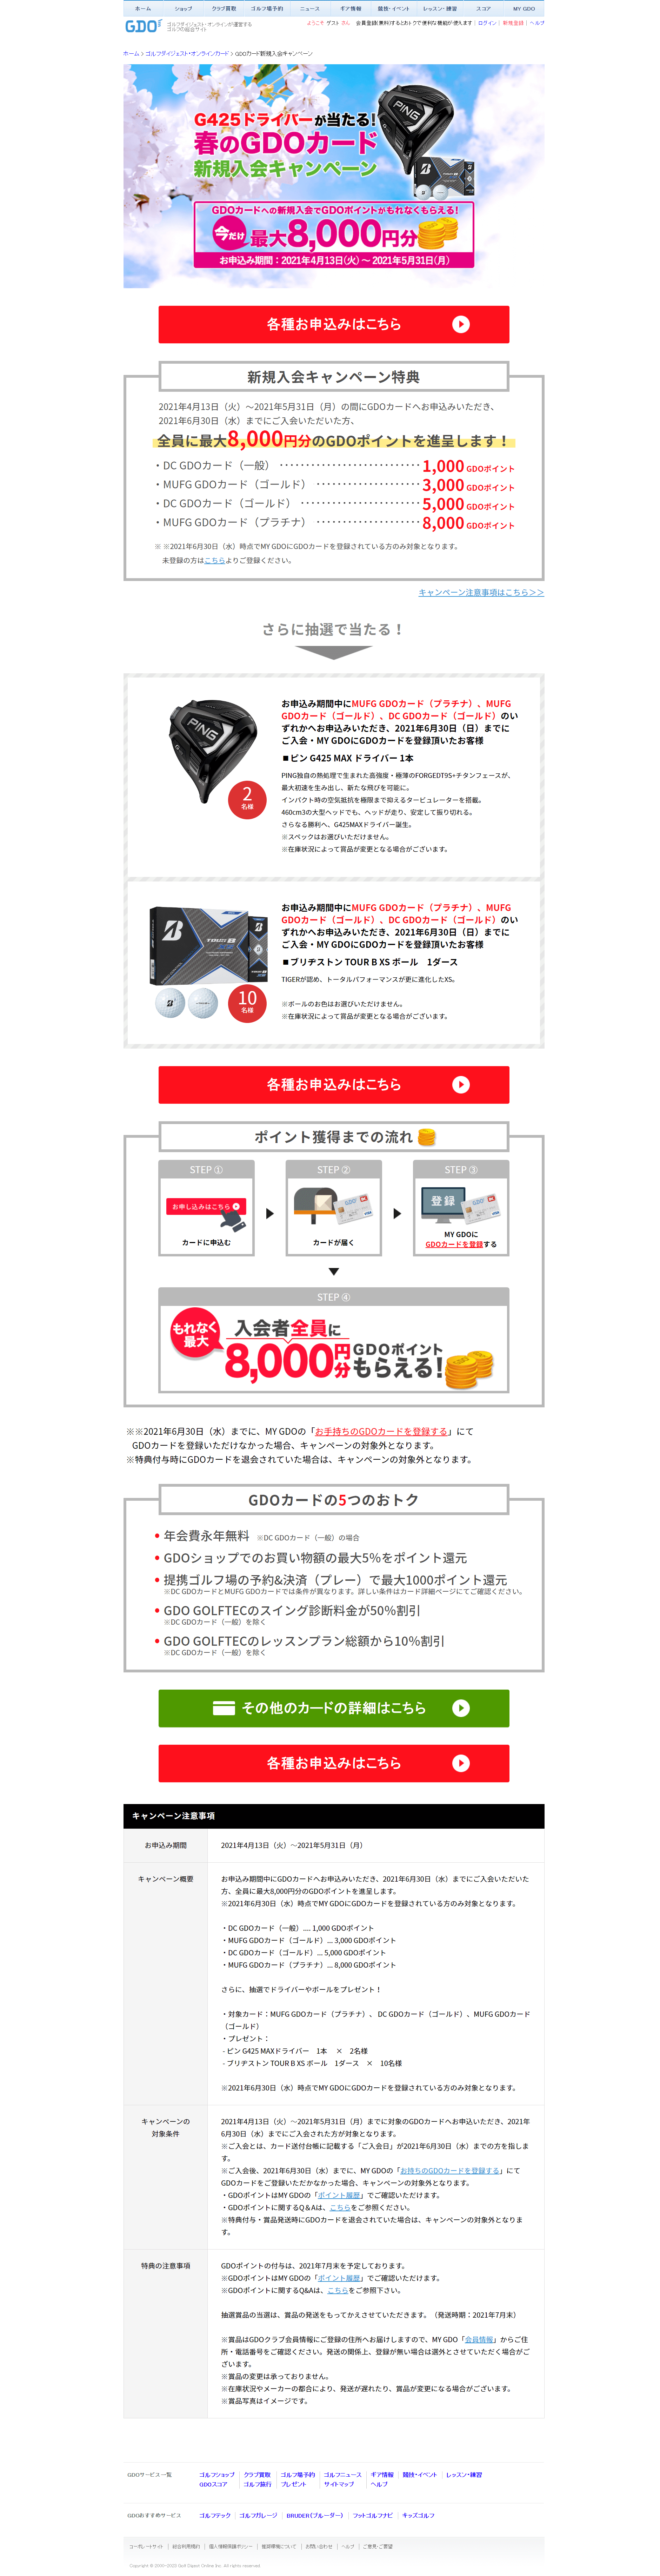 ホーム ショップ クラブ買取 ゴルフ場予約 ニュース ギア情報 競技・イベント レッスン・練習 スコア MY GDO
GDO ゴルフダイジェスト・オンラインが運営する
ゴルフの総合サイト
ようこそ ゲスト さん 会員登録(無料)するとおトクで便利な機能が使えます ログイン 新規登録 ヘルプ
ホーム > ゴルフダイジェスト・オンラインカード > GDOカード新規入会キャンペーン
G425ドライバーが当たる!
春のGDOカード
新規入会キャンペーン
GDOカードへの新規入会でGDOポイントがもれなくもらえる!
今だけ 最大8,000円分
お申込み期間:2021年4月13日(火)~2021年5月31日(月)
各種お申込みはこちら
新規入会キャンペーン特典
2021年4月13日（火）～2021年5月31日（月）の間にGDOカードへお申込みいただき、
2021年6月30日（水）までにご入会いただいた方、
全員に最大8,000円分のGDOポイントを進呈します！
・DC GDOカード（一般） 1,000 GDOポイント
・MUFG GDOカード（ゴールド） 3,000 GDOポイント
・DC GDOカード（ゴールド） 5,000 GDOポイント
・MUFG GDOカード（プラチナ） 8,000 GDOポイント
※ ※2021年6月30日（水）時点でMY GDOにGDOカードを登録されている方のみ対象となります。
未登録の方はこちらよりご登録ください。
キャンペーン注意事項はこちら＞＞
さらに抽選で当たる！
お申込み期間中にMUFG GDOカード（プラチナ）、MUFG
GDOカード（ゴールド）、DC GDOカード（ゴールド）のい
ずれかへお申込みいただき、2021年6月30日（日）までに
ご入会・MY GDOにGDOカードを登録頂いたお客様
■ピン G425 MAX ドライバー 1本
PING独自の熱処理で生まれた高強度・極薄のFORGEDT9S+チタンフェースが、
最大初速を生み出し、新たな飛びを可能に。
インパクト時の空気抵抗を極限まで抑えるタービュレーターを搭載。
460cm3の大型ヘッドでも、ヘッドが走り、安定して振り切れる。
さらなる勝利へ、G425MAXドライバー誕生。
※スペックはお選びいただけません。
※在庫状況によって賞品が変更となる場合がございます。
2
名様
お申込み期間中にMUFG GDOカード（プラチナ）、MUFG
GDOカード（ゴールド）、DC GDOカード（ゴールド）のい
ずれかへお申込みいただき、2021年6月30日（日）までに
ご入会・MY GDOにGDOカードを登録頂いたお客様
■ブリヂストン TOUR B XS ボール　1ダース
TIGERが認め、トータルパフォーマンスが更に進化したXS。
※ボールのお色はお選びいただけません。
※在庫状況によって賞品が変更となる場合がございます。
10
名様
各種お申込みはこちら
ポイント獲得までの流れ
STEP ① STEP ② STEP ③
お申し込みはこちら
登録
カードに申込む カードが届く MY GDOに
GDOカードを登録する
STEP ④
もれなく
最大
入会者全員に
8,000円分 GDOポイント
もらえる!
※※2021年6月30日（水）までに、MY GDOの「お手持ちのGDOカードを登録する」にて
GDOカードを登録いただけなかった場合、キャンペーンの対象外となります。
※特典付与時にGDOカードを退会されていた場合は、キャンペーンの対象外となります。
GDOカードの5つのおトク
• 年会費永年無料 ※DC GDOカード（一般）の場合
• GDOショップでのお買い物額の最大5%をポイント還元
• 提携ゴルフ場の予約&決済（プレー）で最大1000ポイント還元
※DC GDOカードとMUFG GDOカードでは条件が異なります。詳しい条件はカード詳細ページにてご確認ください。
• GDO GOLFTECのスイング診断料金が50%割引
※DC GDOカード（一般）を除く
• GDO GOLFTECのレッスンプラン総額から10%割引
※DC GDOカード（一般）を除く
その他のカードの詳細はこちら
各種お申込みはこちら
キャンペーン注意事項
お申込み期間 2021年4月13日（火）～2021年5月31日（月）
キャンペーン概要 お申込み期間中にGDOカードへお申込みいただき、2021年6月30日（水）までにご入会いただいた
方、全員に最大8,000円分のGDOポイントを進呈します。
※2021年6月30日（水）時点でMY GDOにGDOカードを登録されている方のみ対象となります。
・DC GDOカード（一般）.... 1,000 GDOポイント
・MUFG GDOカード（ゴールド）... 3,000 GDOポイント
・DC GDOカード（ゴールド）... 5,000 GDOポイント
・MUFG GDOカード（プラチナ）... 8,000 GDOポイント
さらに、抽選でドライバーやボールをプレゼント！
・対象カード：MUFG GDOカード（プラチナ）、 DC GDOカード（ゴールド）、MUFG GDOカード
（ゴールド）
・プレゼント：
- ピン G425 MAXドライバー　1本　 ×　2名様
- ブリヂストン TOUR B XS ボール　1ダース　×　10名様
※2021年6月30日（水）時点でMY GDOにGDOカードを登録されている方のみ対象となります。
キャンペーンの
対象条件
2021年4月13日（火）～2021年5月31日（月）までに対象のGDOカードへお申込いただき、2021年
6月30日（水）までにご入会された方が対象となります。
※ご入会とは、カード送付台帳に記載する「ご入会日」が2021年6月30日（水）までの方を指しま
す。
※ご入会後、2021年6月30日（水）までに、MY GDOの「お持ちのGDOカードを登録する」にて
GDOカードをご登録いただけなかった場合、キャンペーンの対象外となります。
・GDOポイントはMY GDOの「ポイント履歴」でご確認いただけます。
・GDOポイントに関するQ＆Aは、こちらをご参照ください。
※特典付与・賞品発送時にGDOカードを退会されていた場合は、キャンペーンの対象外となりま
す。
特典の注意事項 GDOポイントの付与は、2021年7月末を予定しております。
※GDOポイントはMY GDOの「ポイント履歴」でご確認いただけます。
※GDOポイントに関するQ&Aは、こちらをご参照下さい。
抽選賞品の当選は、賞品の発送をもってかえさせていただきます。（発送時期：2021年7月末）
※賞品はGDOクラブ会員情報にご登録の住所へお届けしますので、MY GDO「会員情報」からご住
所・電話番号をご確認ください。発送の関係上、登録が無い場合は選外とさせていただく場合がご
ざいます。
※賞品の変更は承っておりません。
※在庫状況やメーカーの都合により、発送が遅れたり、賞品が変更になる場合がございます。
※賞品写真はイメージです。
GDOサービス一覧 ゴルフショップ クラブ買取 ゴルフ場予約 ゴルフニュース ギア情報 競技・イベント レッスン・練習
GDOスコア ゴルフ旅行 プレゼント サイトマップ ヘルプ
GDOおすすめサービス ゴルフテック ゴルフガレージ BRUDER(ブルーダー) フットゴルフナビ キッズゴルフ
コーポレートサイト 総合利用規約 個人情報保護ポリシー 推奨環境について お問い合わせ ヘルプ ご意見・ご要望
Copyright © 2000-2022 Golf Digest Online Inc. All rights reserved.